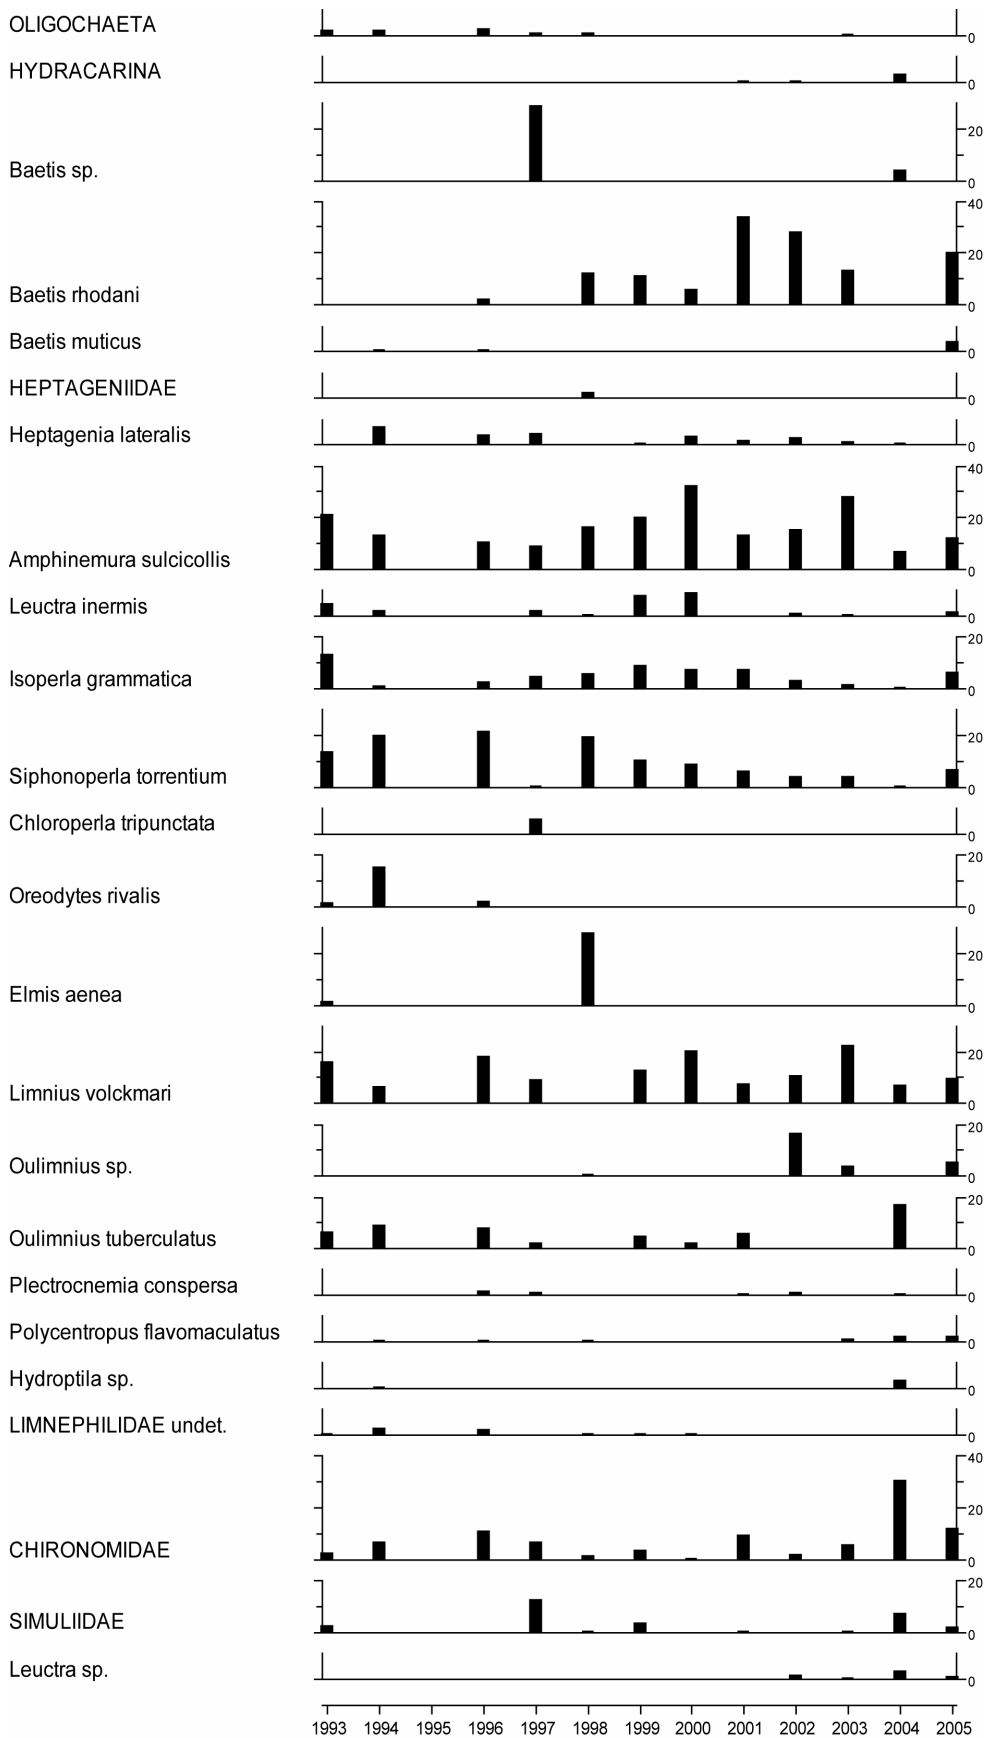 OLIGOCHAETA
0
HYDRACARINA
0
20
Baetis sp.
0
40
20
Baetis rhodani
0
Baetis muticus
0
HEPTAGENIIDAE
0
Heptagenia lateralis
0
40
20
Amphinemura sulcicollis
0
Leuctra inermis
0
20
Isoperla grammatica
0
20
Siphonoperla torrentium
0
Chloroperla tripunctata
0
20
Oreodytes rivalis
0
20
Elmis aenea
0
20
Limnius volckmari
0
20
Oulimnius sp.
0
20
Oulimnius tuberculatus
0
Plectrocnemia conspersa
0
Polycentropus flavomaculatus
0
Hydroptila sp.
0
LIMNEPHILIDAE undet.
0
40
20
CHIRONOMIDAE
0
20
SIMULIIDAE
0
Leuctra sp.
0
1993 1994 1995 1996 1997 1998 1999 2000 2001 2002 2003 2004 2005